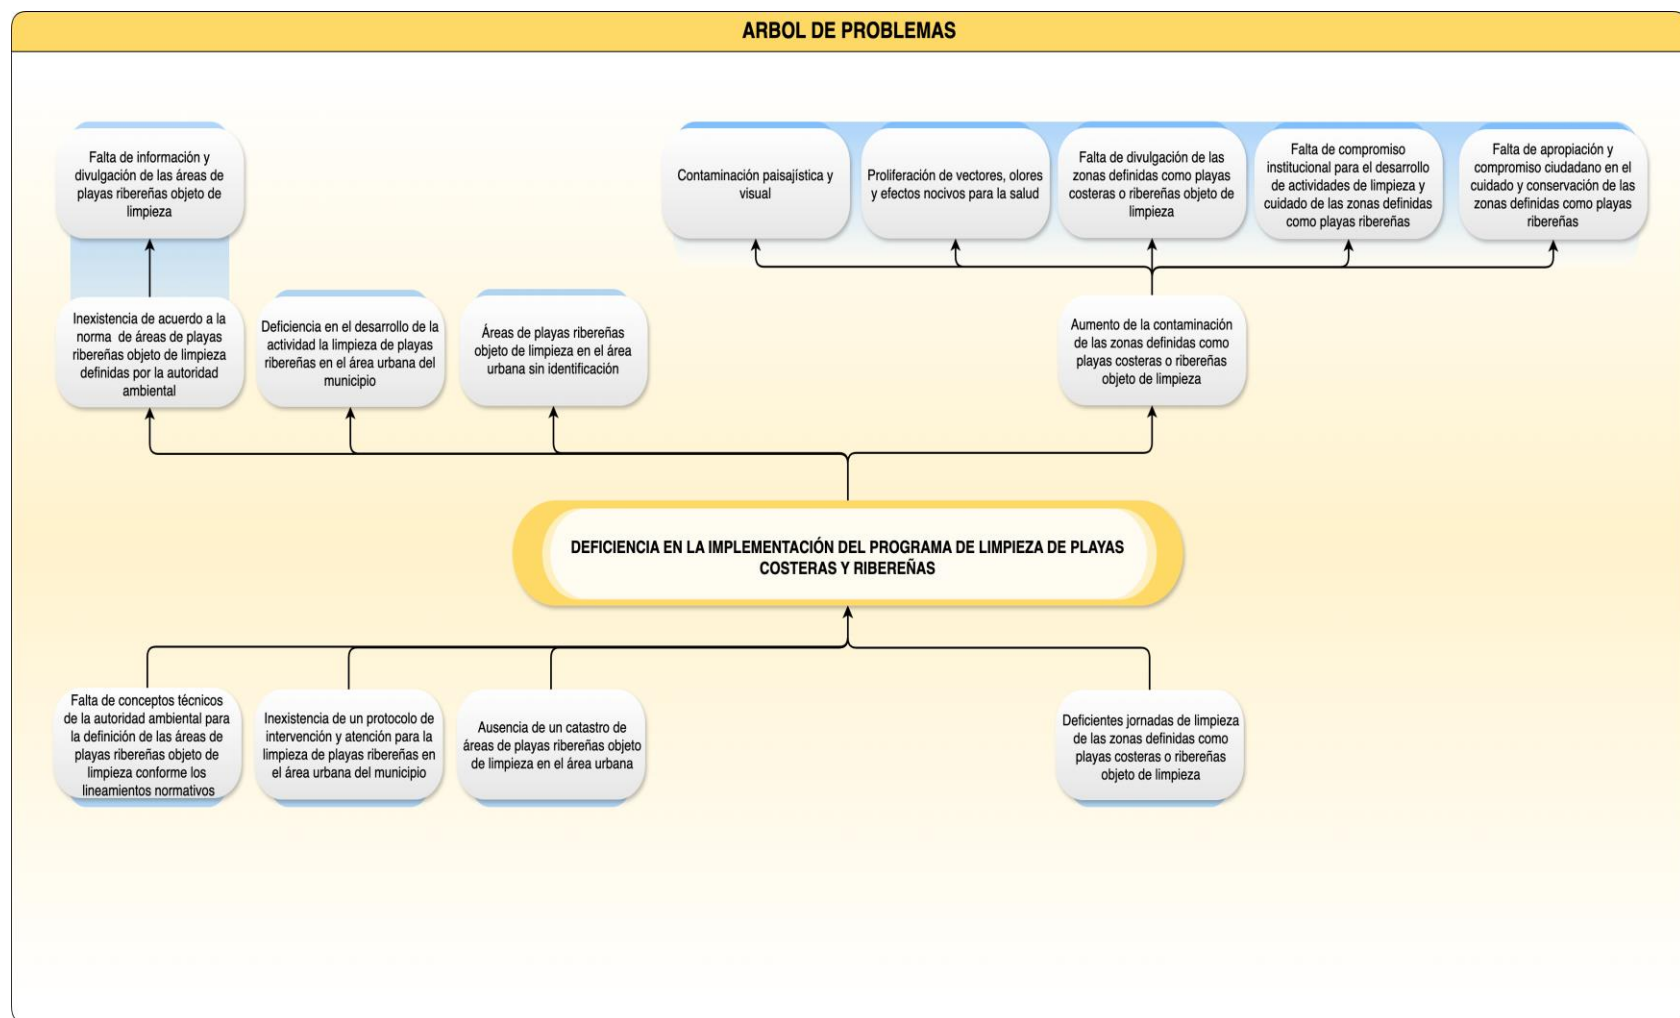 ARBOL DE PROBLEMAS
Falta de información y
divulgación de las áreas de
playas ribereñas objeto de
limpieza
Contaminación paisajística y
visual
Proliferación de vectores, olores
y efectos nocivos para la salud
Falta de divulgación de las
zonas definidas como playas
costeras o ribereñas objeto de
limpieza
Falta de compromiso
institucional para el desarrollo
de actividades de limpieza y
cuidado de las zonas definidas
como playas ribereñas
Falta de apropiación y
compromiso ciudadano en el
cuidado y conservación de las
zonas definidas como playas
ribereñas
Inexistencia de acuerdo a la
norma de áreas de playas
ribereñas objeto de limpieza
definidas por la autoridad
ambiental
Deficiencia en el desarrollo de la
actividad la limpieza de playas
ribereñas en el área urbana del
municipio
Áreas de playas ribereñas
objeto de limpieza en el área
urbana sin identificación
Aumento de la contaminación
de las zonas definidas como
playas costeras o ribereñas
objeto de limpieza
DEFICIENCIA EN LA IMPLEMENTACIÓN DEL PROGRAMA DE LIMPIEZA DE PLAYAS
COSTERAS Y RIBEREÑAS
Falta de conceptos técnicos
de la autoridad ambiental para
la definición de las áreas de
playas ribereñas objeto de
limpieza conforme los
lineamientos normativos
Inexistencia de un protocolo de
intervención y atención para la
limpieza de playas ribereñas en
el área urbana del municipio
Ausencia de un catastro de
áreas de playas ribereñas objeto
de limpieza en el área urbana
Deficientes jornadas de limpieza
de las zonas definidas como
playas costeras o ribereñas
objeto de limpieza